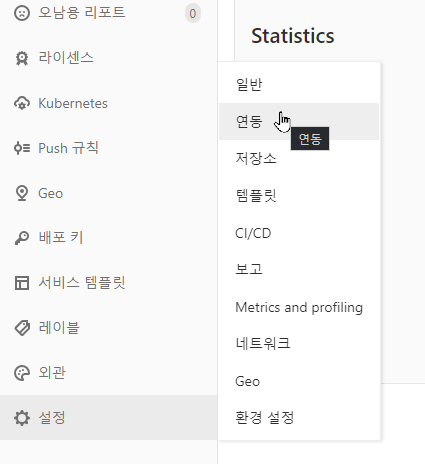 오남용 리포트
0
라이센스
Kubernetes
Push 규칙
Geo
배포 키
서비스 템플릿
레이블
외관
설정
Statistics
일반
연동
연동
저장소
템플릿
CI/CD
보고
Metrics and profiling
네트워크
Geo
환경 설정